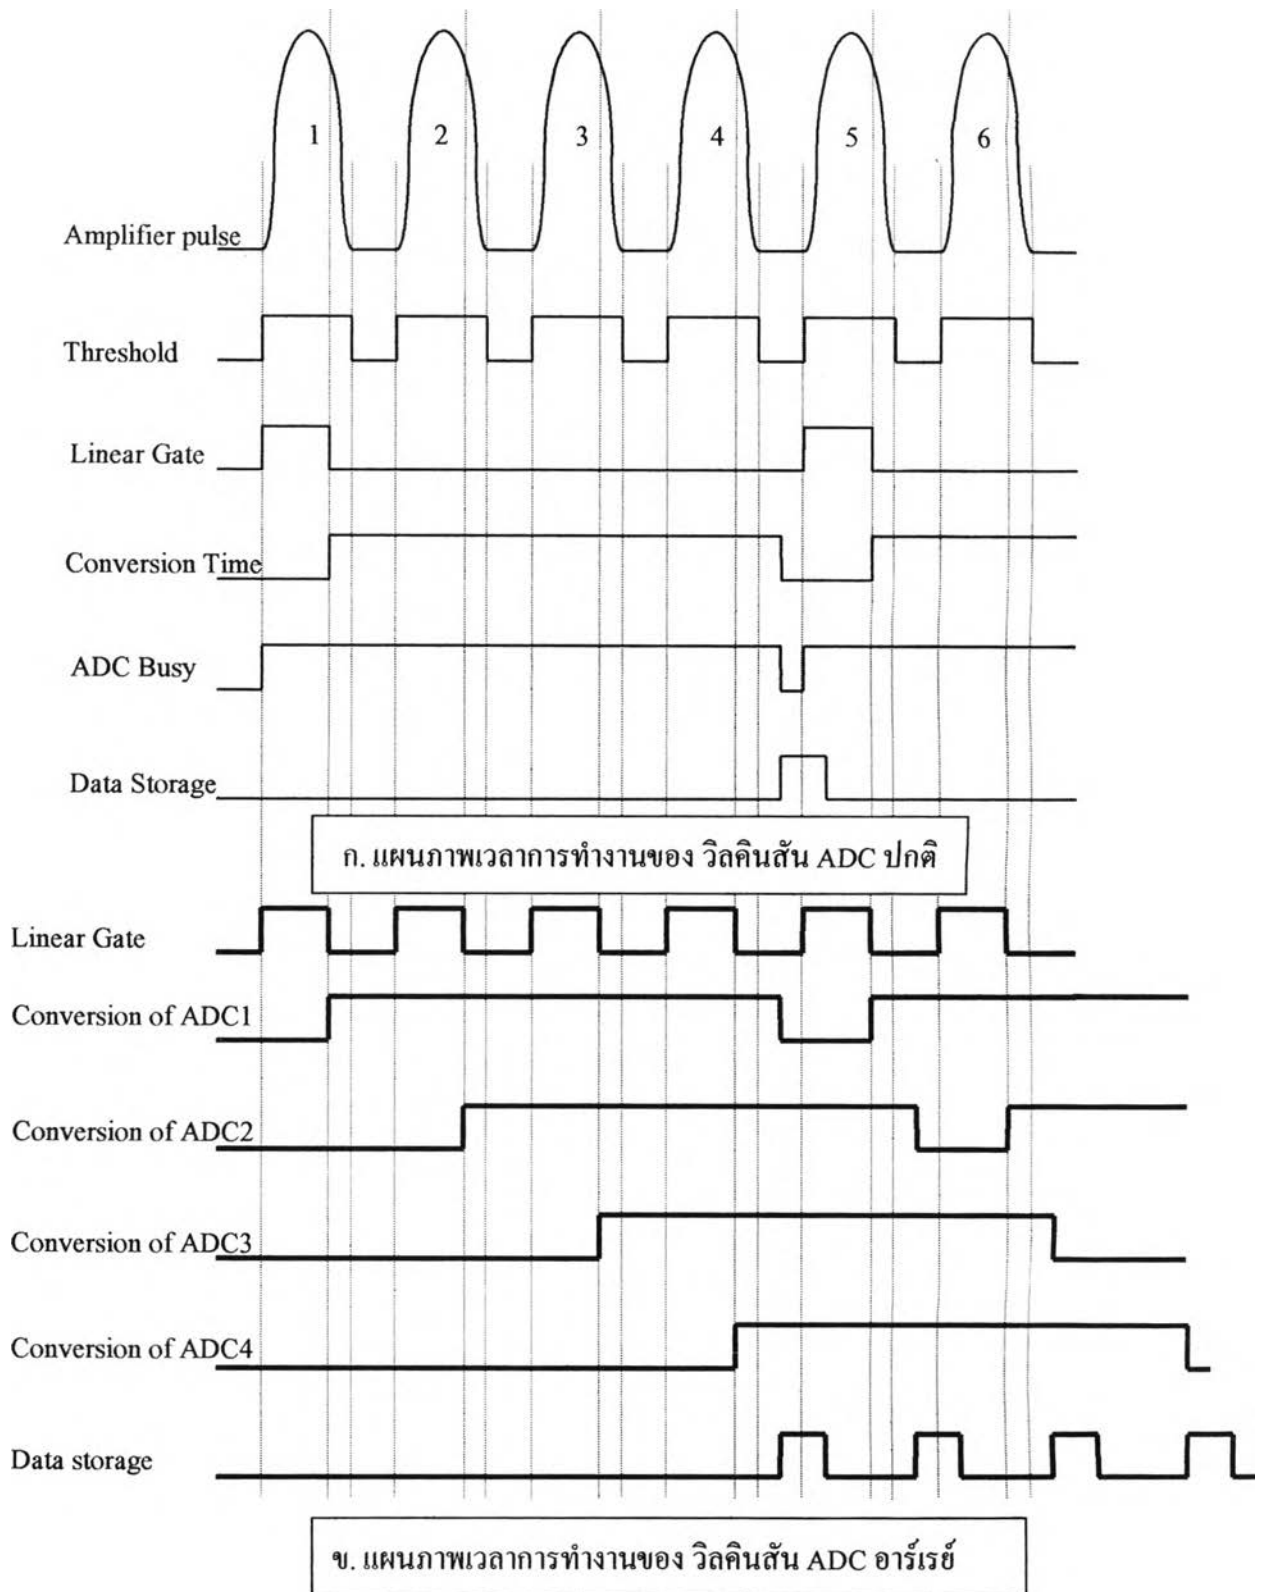 1 2 3 4 5 6
Amplifier pulse
Threshold
Linear Gate
Conversion Time
ADC Busy
Data Storage
ก. แผนภาพเวลาการทำงานของ วิลคินสัน ADC ปกติ
Linear Gate
Conversion of ADC1
Conversion of ADC2
Conversion of ADC3
Conversion of ADC4
Data storage
ข. แผนภาพเวลาการทำงานของ วิลคินสัน ADC อาร์เรย์